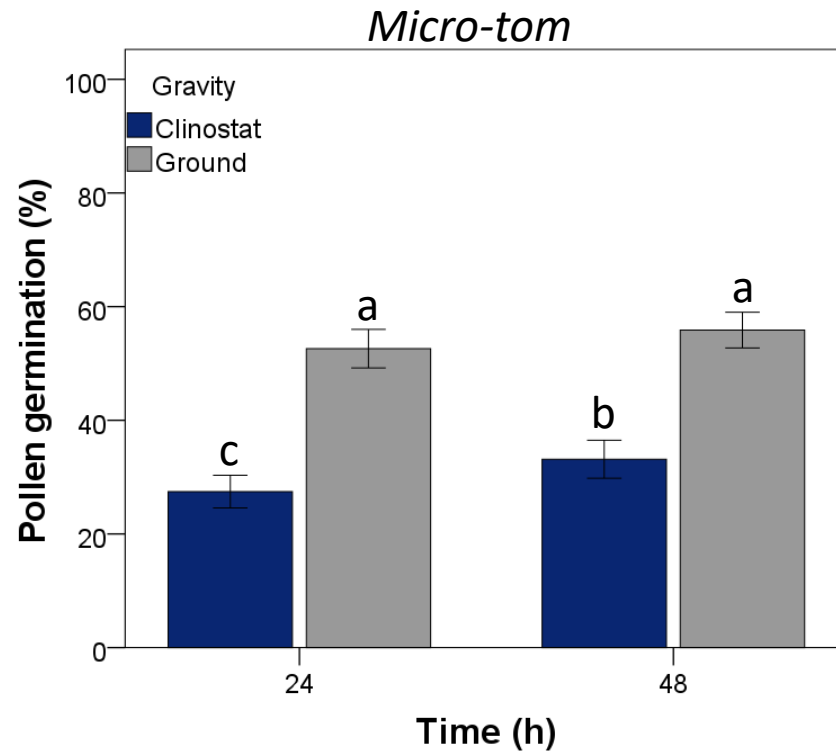 Micro-tom
Gravity
Clinostat
Ground
Pollen germination (%)
100
80
60
40
20
0
c
a
b
a
24
48
Time (h)